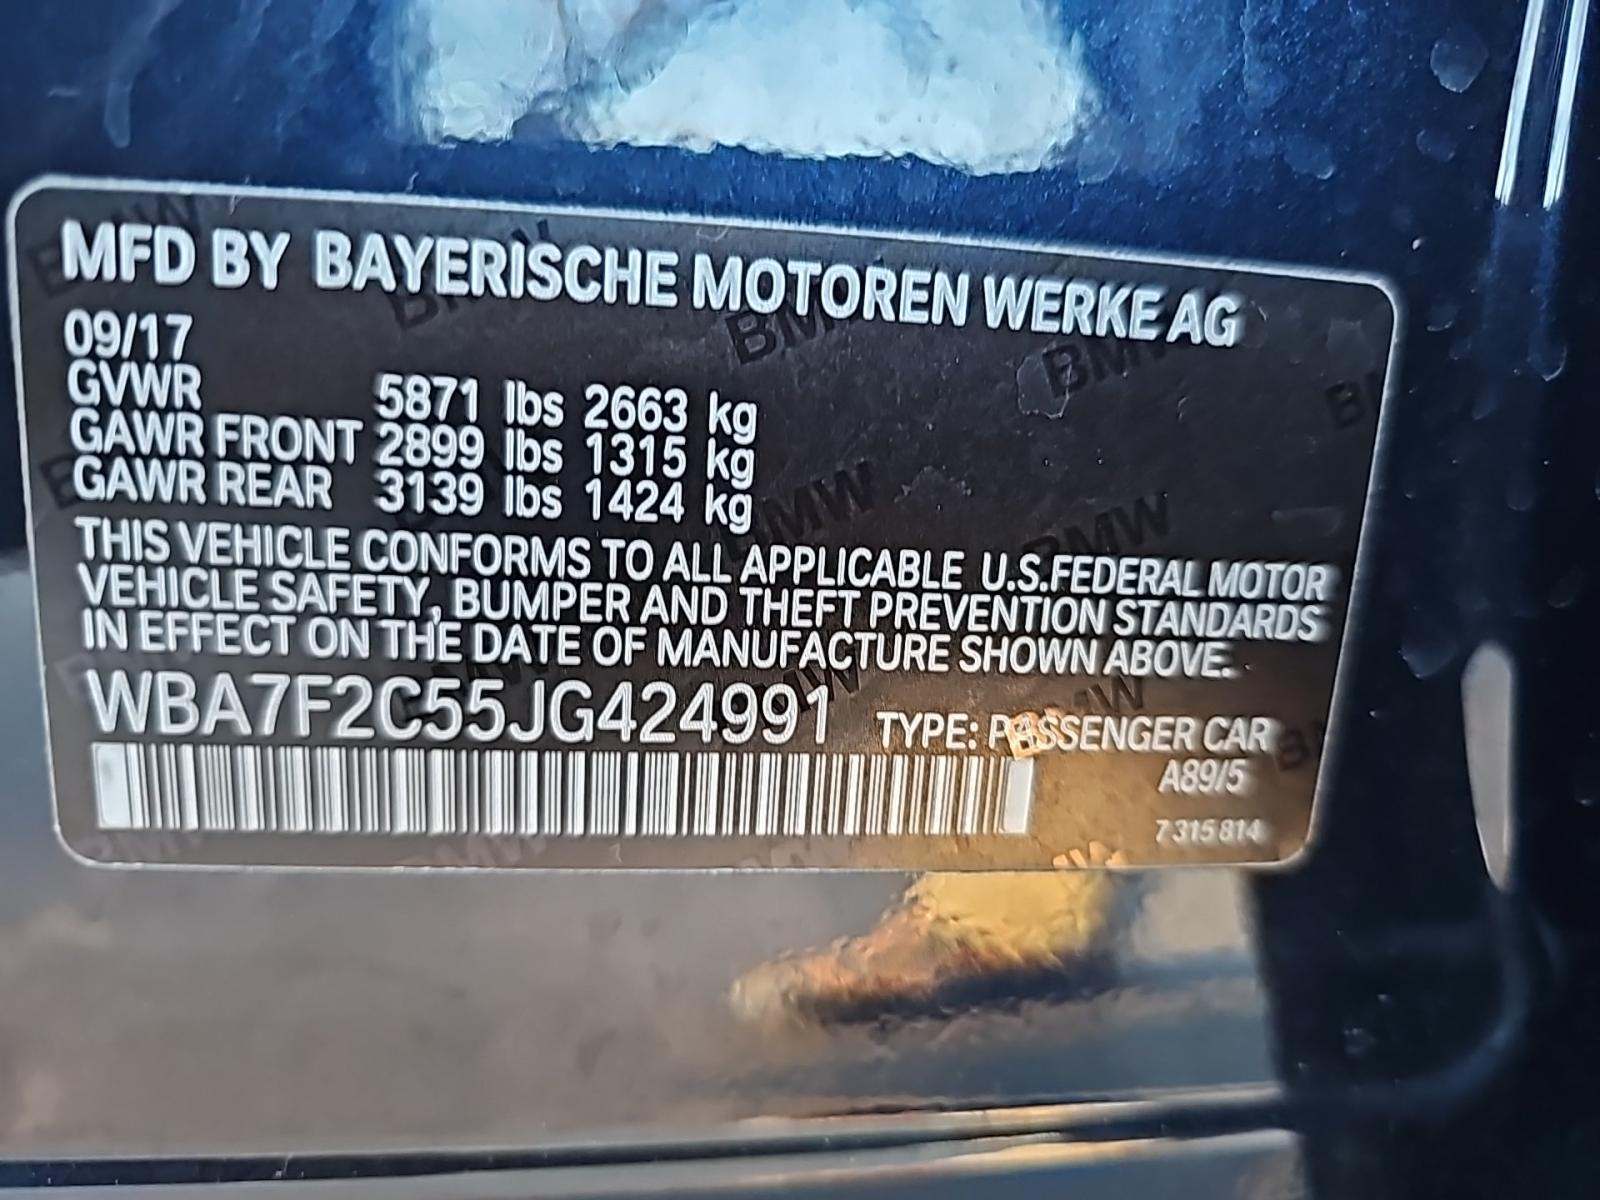 MFD BY BAYERISCHE MOTOREN WERKE AG
09/17
GVWR 5871 lbs 2663 kg
GAWR FRONT 2899 lbs 1315 kg
GAWR REAR 3139 lbs 1424 kg
THIS VEHICLE CONFORMS TO ALL APPLICABLE U.S.FEDERAL MOTOR
VEHICLE SAFETY, BUMPER AND THEFT PREVENTION STANDARDS
IN EFFECT ON THE DATE OF MANUFACTURE SHOWN ABOVE.
WBA7F2C55JG424991 TYPE: PASSENGER CAR
A89/5
7 315 814